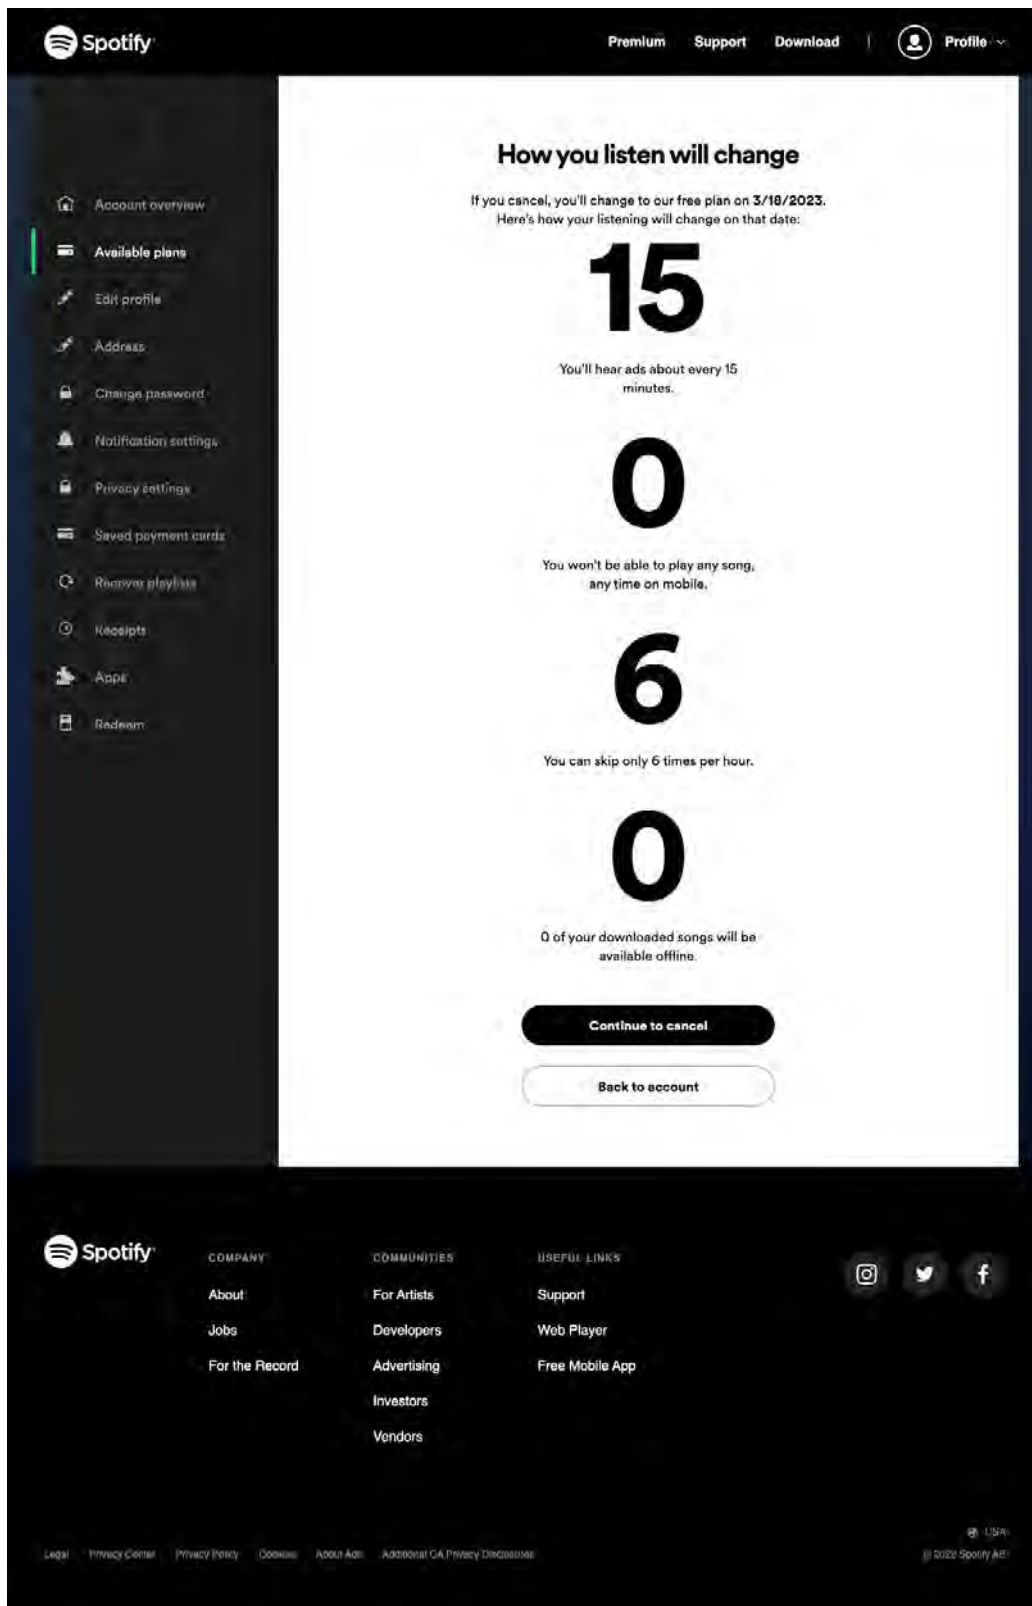 Spotify
Premium Support Download | Profile
How you listen will change
If you cancel, you'll change to our free plan on 3/18/2023.
Here's how your listening will change on that date:
15
You'll hear ads about every 15
minutes.
0
You won't be able to play any song,
any time on mobile.
6
You can skip only 6 times per hour.
0
0 of your downloaded songs will be
available offline.
Continue to cancel
Back to account
Account overview
Available plans
Edit profile
Address
Change password
Notification settings
Privacy settings
Saved payment cards
Recover playlists
Receipts
Apps
Redeem
Spotify
COMPANY
About
Jobs
For the Record
COMMUNITIES
For Artists
Developers
Advertising
Investors
Vendors
USEFUL LINKS
Support
Web Player
Free Mobile App
USA
Legal Privacy Center Privacy Policy Cookies About Ads Additional CA Privacy Disclosures
© 2022 Spotify AB